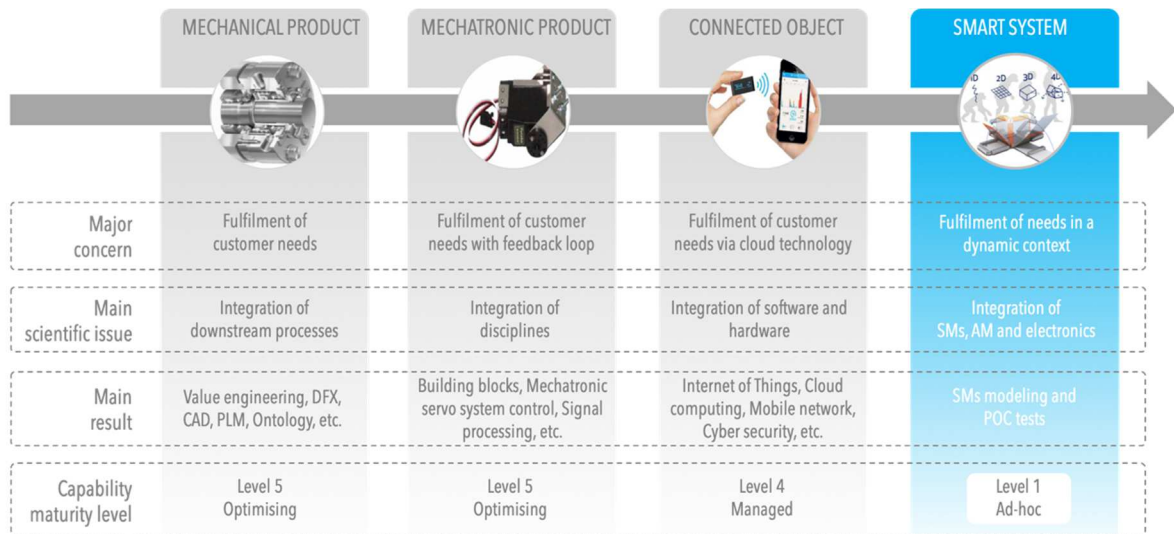 MECHANICAL PRODUCT
MECHATRONIC PRODUCT
CONNECTED OBJECT
SMART SYSTEM
1D
2D
3D
4D
Major
concern
Fulfilment of
customer needs
Fulfilment of customer
needs with feedback loop
Fulfilment of customer
needs via cloud technology
Fulfilment of needs in a
dynamic context
Main
scientific issue
Integration of
downstream processes
Integration of
disciplines
Integration of software and
hardware
Integration of
SMs, AM and electronics
Main
result
Value engineering, DFX,
CAD, PLM, Ontology, etc.
Building blocks, Mechatronic
servo system control, Signal
processing, etc.
Internet of Things, Cloud
computing, Mobile network,
Cyber security, etc.
SMs modeling and
POC tests
Capability
maturity level
Level 5
Optimising
Level 5
Optimising
Level 4
Managed
Level 1
Ad-hoc